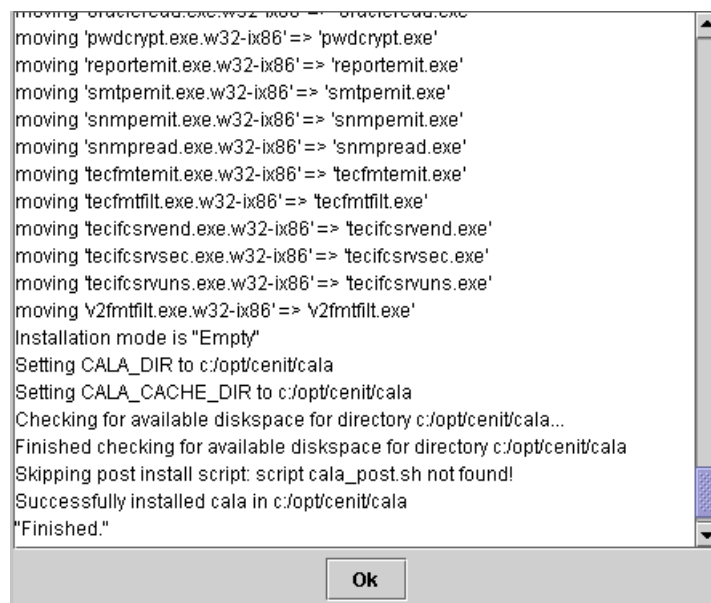 moving 'pwdcrypt.exe.w32-ix86' => 'pwdcrypt.exe'
moving 'reportemit.exe.w32-ix86' => 'reportemit.exe'
moving 'smtpemit.exe.w32-ix86' => 'smtpemit.exe'
moving 'snmpemit.exe.w32-ix86' => 'snmpemit.exe'
moving 'snmpread.exe.w32-ix86' => 'snmpread.exe'
moving 'tecfmtemit.exe.w32-ix86' => 'tecfmtemit.exe'
moving 'tecfmtfilt.exe.w32-ix86' => 'tecfmtfilt.exe'
moving 'tecifcsrvend.exe.w32-ix86' => 'tecifcsrvend.exe'
moving 'tecifcsrvsec.exe.w32-ix86' => 'tecifcsrvsec.exe'
moving 'tecifcsrvuns.exe.w32-ix86' => 'tecifcsrvuns.exe'
moving 'v2fmtfilt.exe.w32-ix86' => 'v2fmtfilt.exe'
Installation mode is "Empty"
Setting CALA_DIR to c:/opt/cenit/cala
Setting CALA_CACHE_DIR to c:/opt/cenit/cala
Checking for available diskspace for directory c:/opt/cenit/cala...
Finished checking for available diskspace for directory c:/opt/cenit/cala
Skipping post install script: script cala_post.sh not found!
Successfully installed cala in c:/opt/cenit/cala
"Finished."
Ok